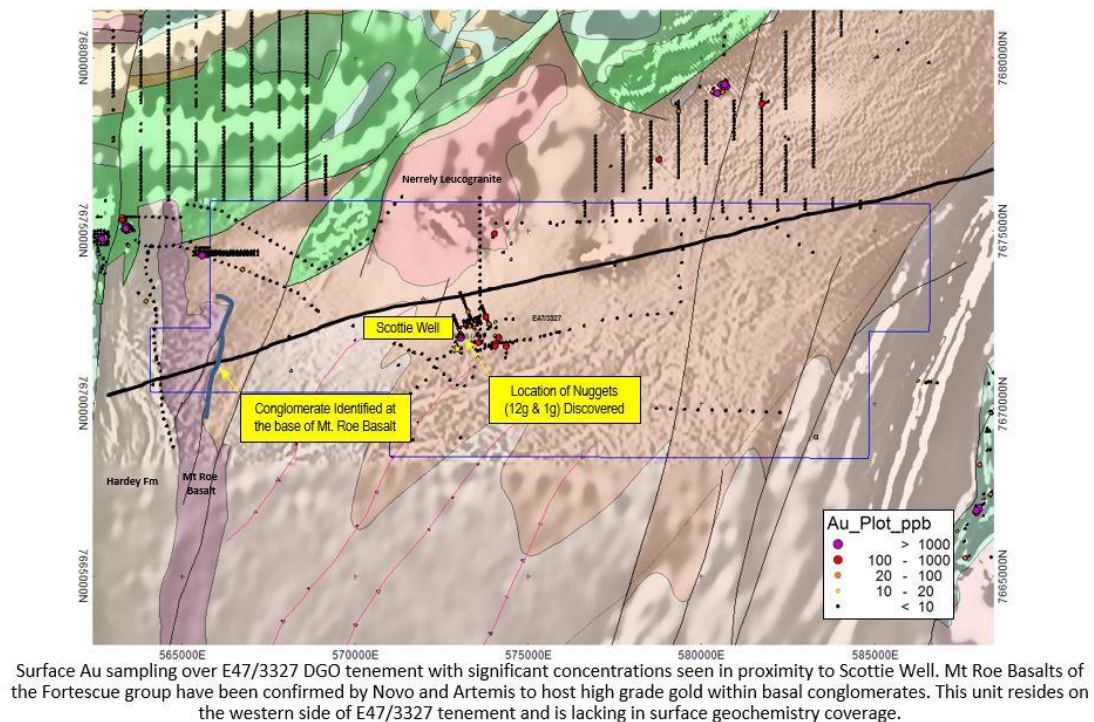 7680000N
7680000N
Nerrely Leucogranite
7675000N
7675000N
Scottie Well
E47/3327
Location of Nuggets
(12g & 1g) Discovered
Conglomerate Identified at
the base of Mt. Roe Basalt
7670000N
7670000N
Hardey Fm
Mt Roe
Basalt
Au_Plot_ppb
> 1000
100 - 1000
20 - 100
10 - 20
< 10
7665000N
7665000N
565000E
570000E
575000E
580000E
585000E
Surface Au sampling over E47/3327 DGO tenement with significant concentrations seen in proximity to Scottie Well. Mt Roe Basalts of
the Fortescue group have been confirmed by Novo and Artemis to host high grade gold within basal conglomerates. This unit resides on
the western side of E47/3327 tenement and is lacking in surface geochemistry coverage.